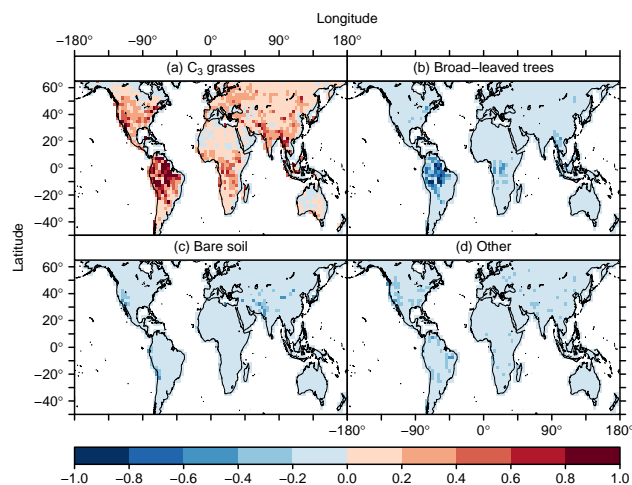 Longitude
−180° −90° 0° 90° 180°
(a) C₃ grasses
(b) Broad−leaved trees
60°
40°
20°
0°
−20°
−40°
Latitude
(c) Bare soil
(d) Other
60°
40°
20°
0°
−20°
−40°
−180° −90° 0° 90° 180°
−1.0 −0.8 −0.6 −0.4 −0.2 0.0 0.2 0.4 0.6 0.8 1.0